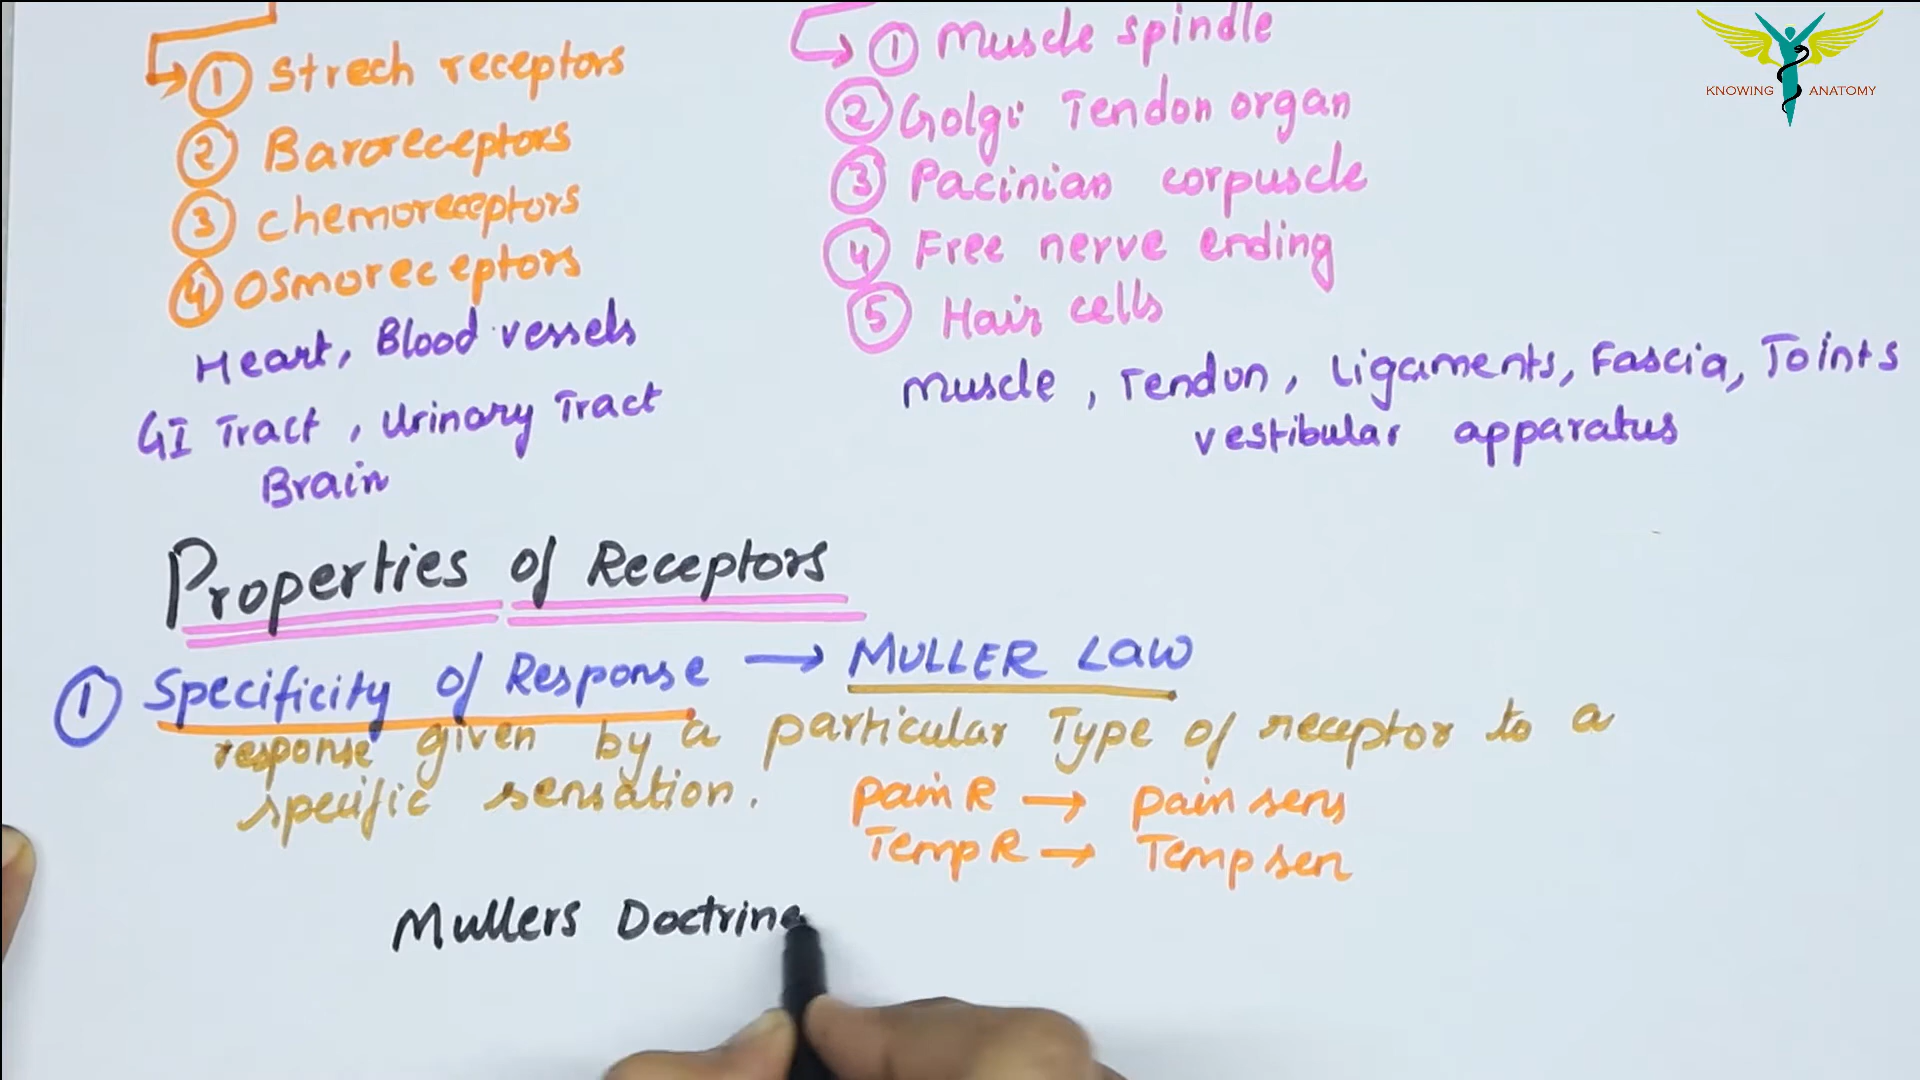 ① Strech receptors
② Baroreceptors
③ chemoreceptors
④ Osmoreceptors
Heart, Blood vessels
GI Tract, Urinary Tract
Brain
① Muscle spindle
② Golgi Tendon organ
③ Pacinian corpuscle
④ Free nerve ending
⑤ Hair cells
Muscle, Tendon, Ligaments, Fascia, Joints
vestibular apparatus
KNOWING ANATOMY
Properties of Receptors
① Specificity of Response → MULLER LAW
response given by a particular Type of receptor to a
specific sensation.
Pain R → Pain sens
Temp R → Temp sen
Mullers Doctrine